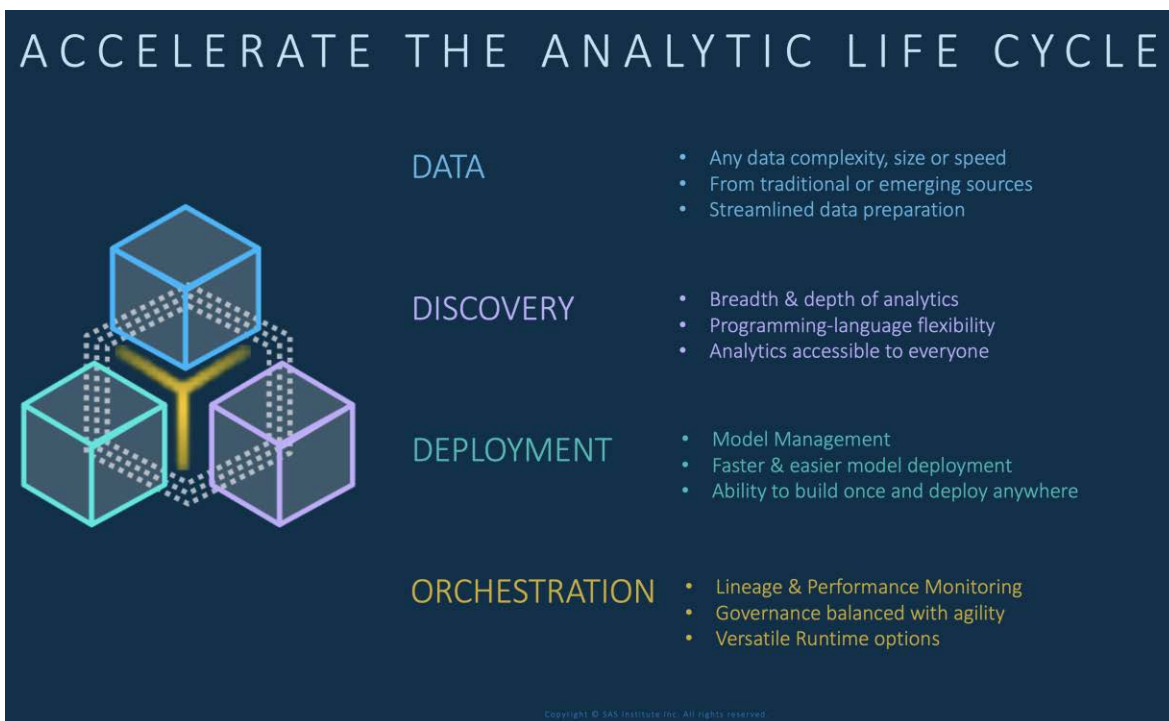 ACCELERATE THE ANALYTIC LIFE CYCLE
DATA
• Any data complexity, size or speed
• From traditional or emerging sources
• Streamlined data preparation
DISCOVERY
• Breadth & depth of analytics
• Programming-language flexibility
• Analytics accessible to everyone
DEPLOYMENT
• Model Management
• Faster & easier model deployment
• Ability to build once and deploy anywhere
ORCHESTRATION
• Lineage & Performance Monitoring
• Governance balanced with agility
• Versatile Runtime options
Copyright © SAS Institute Inc. All rights reserved.